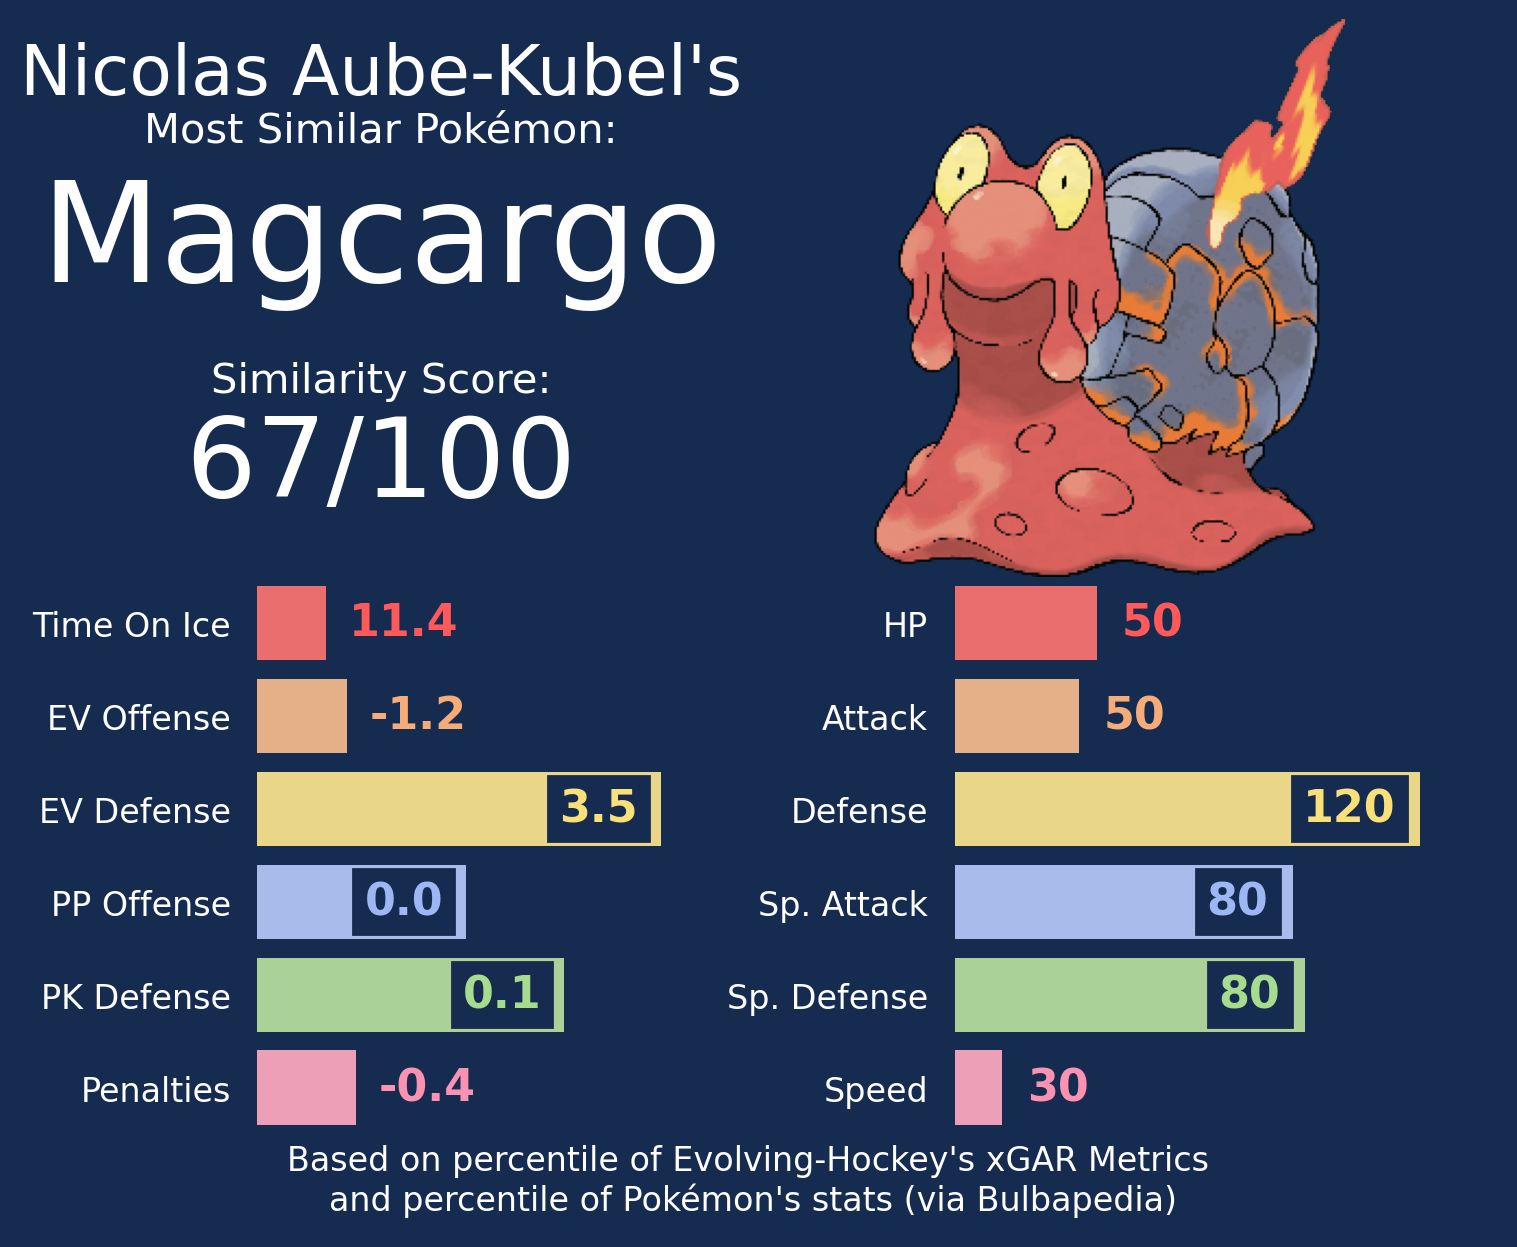 Nicolas Aube-Kubel's
Most Similar Pokémon:
Magcargo
Similarity Score:
67/100
Time On Ice 11.4
EV Offense -1.2
EV Defense 3.5
PP Offense 0.0
PK Defense 0.1
Penalties -0.4
HP 50
Attack 50
Defense 120
Sp. Attack 80
Sp. Defense 80
Speed 30
Based on percentile of Evolving-Hockey's xGAR Metrics
and percentile of Pokémon's stats (via Bulbapedia)